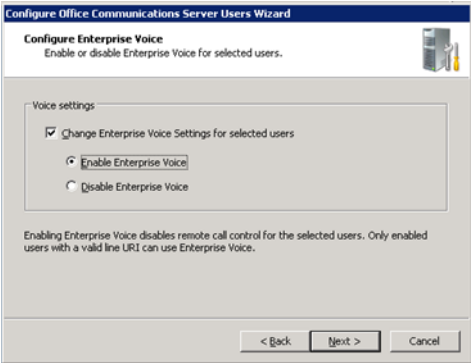 Configure Office Communications Server Users Wizard
Configure Enterprise Voice
Enable or disable Enterprise Voice for selected users.
Voice settings
Change Enterprise Voice Settings for selected users
Enable Enterprise Voice
Disable Enterprise Voice
Enabling Enterprise Voice disables remote call control for the selected users. Only enabled
users with a valid line URI can use Enterprise Voice.
< Back
Next >
Cancel